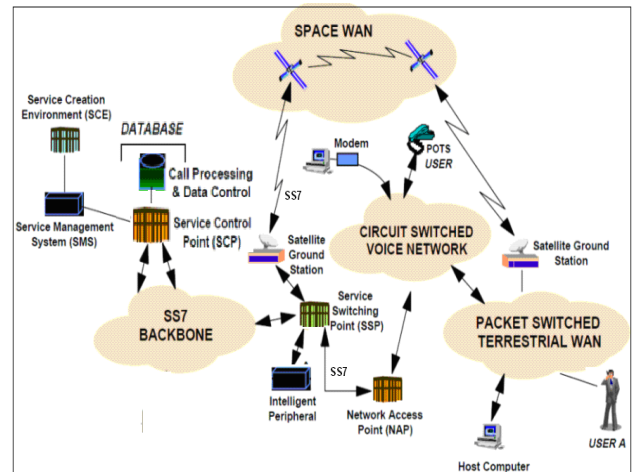 SPACE WAN
Service Creation
Environment (SCE)
DATABASE
Call Processing
& Data Control
Service Management
System (SMS)
Service Control
Point (SCP)
SS7
BACKBONE
SS7
Satellite
Ground
Station
Service
Switching
Point (SSP)
SS7
Intelligent
Peripheral
Network Access
Point (NAP)
Modem
POTS
USER
CIRCUIT SWITCHED
VOICE NETWORK
Satellite Ground
Station
PACKET SWITCHED
TERRESTRIAL WAN
Host Computer
USER A